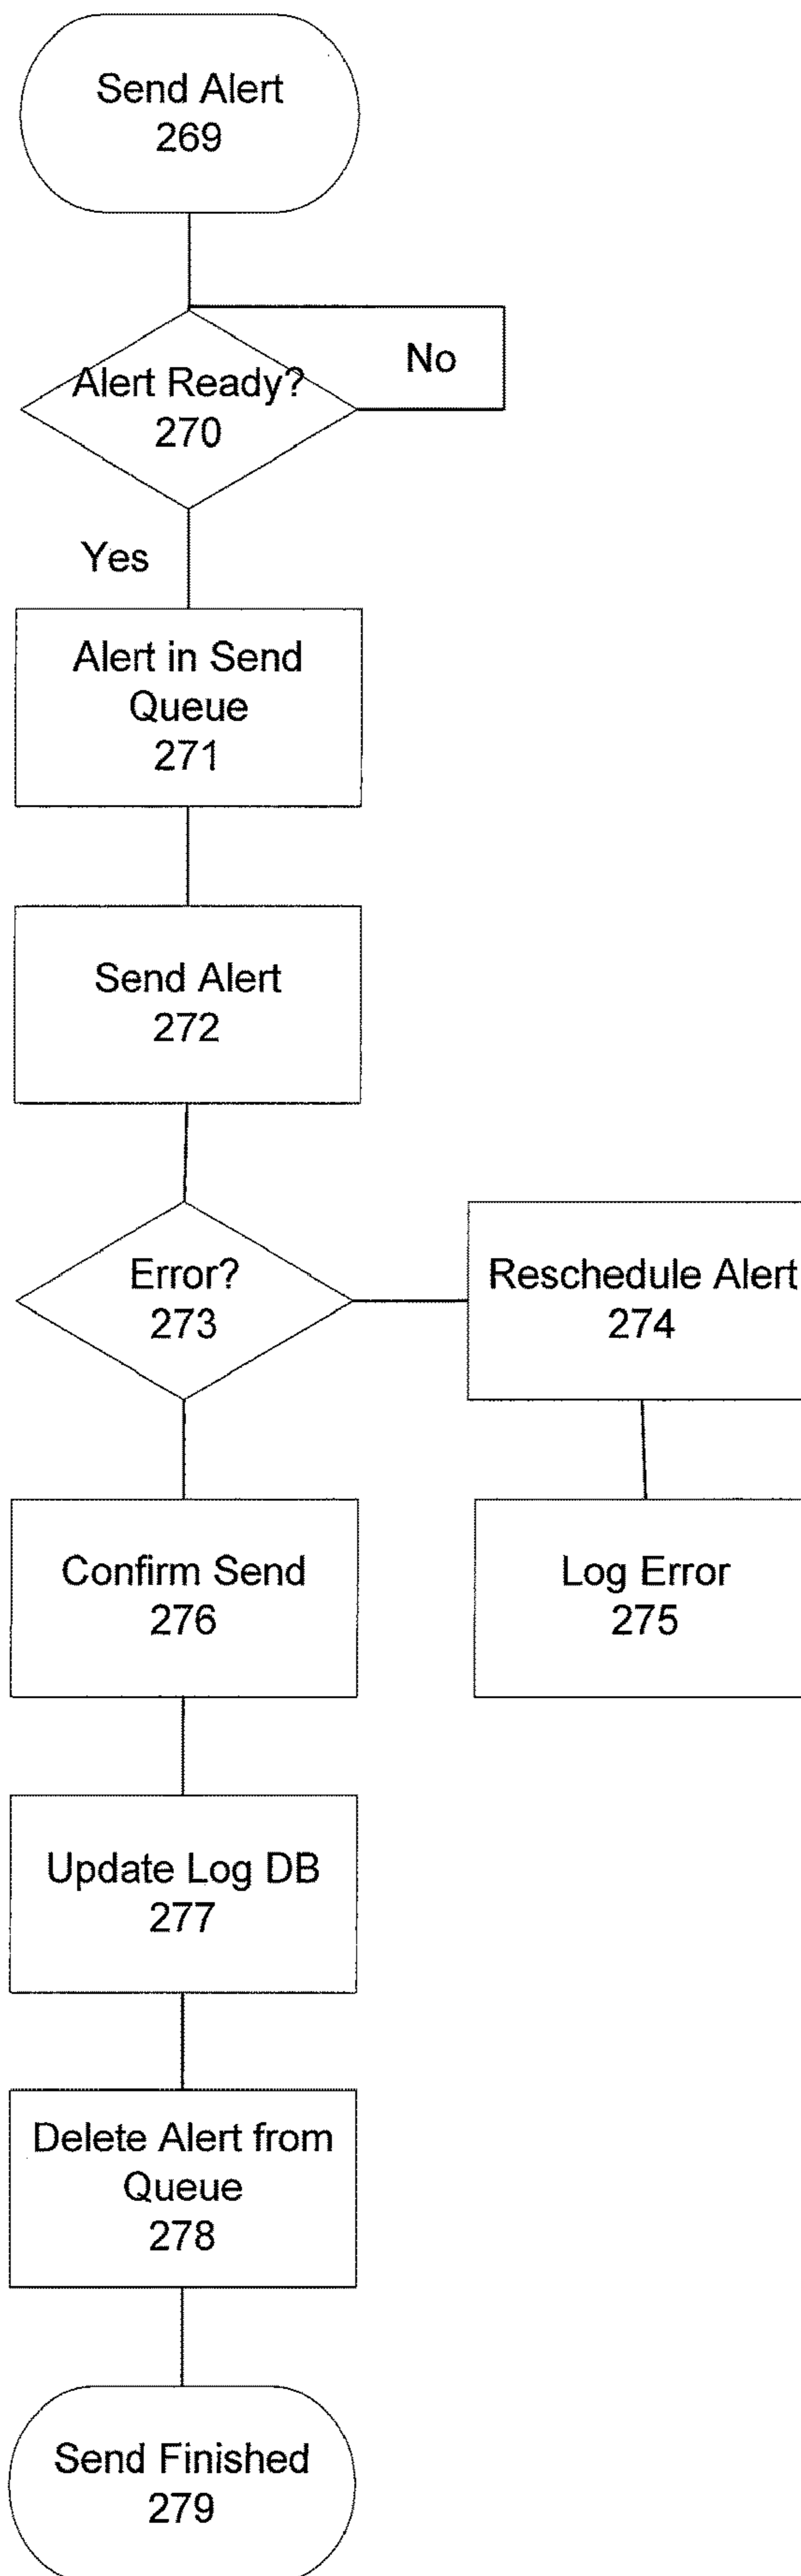 Send Alert
269
No
Alert Ready?
270
Yes
Alert in Send
Queue
271
Send Alert
272
Error?
273
Reschedule Alert
274
Confirm Send
276
Log Error
275
Update Log DB
277
Delete Alert from
Queue
278
Send Finished
279